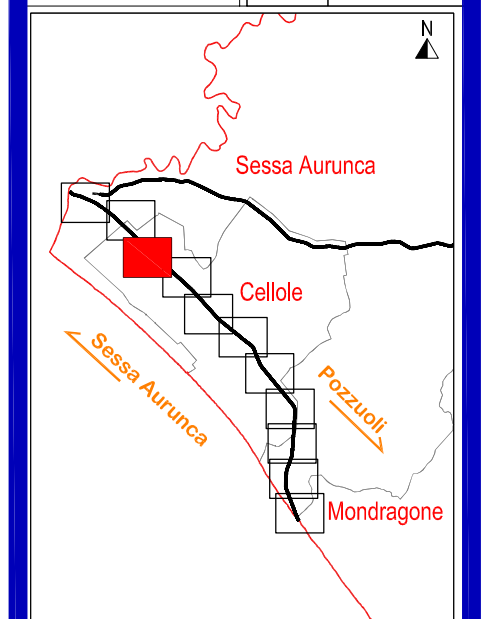 N
Sessa Aurunca
Cellole
Sessa Aurunca
Pozzuoli
Mondragone